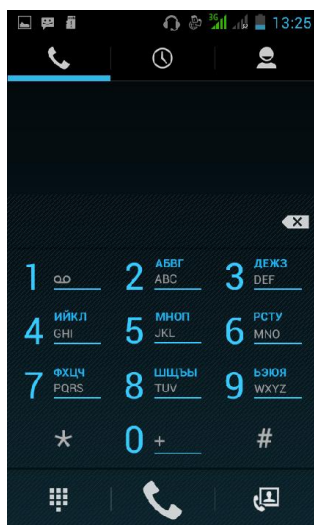 3G 13:25
1 2 АБВГ ABC 3 ДЕЖЗ DEF
4 ИЙКЛ GHI 5 МНОП JKL 6 РСТУ MNO
7 ФХЦЧ PQRS 8 ШЩЪЫ TUV 9 ЬЭЮЯ WXYZ
* 0 + #